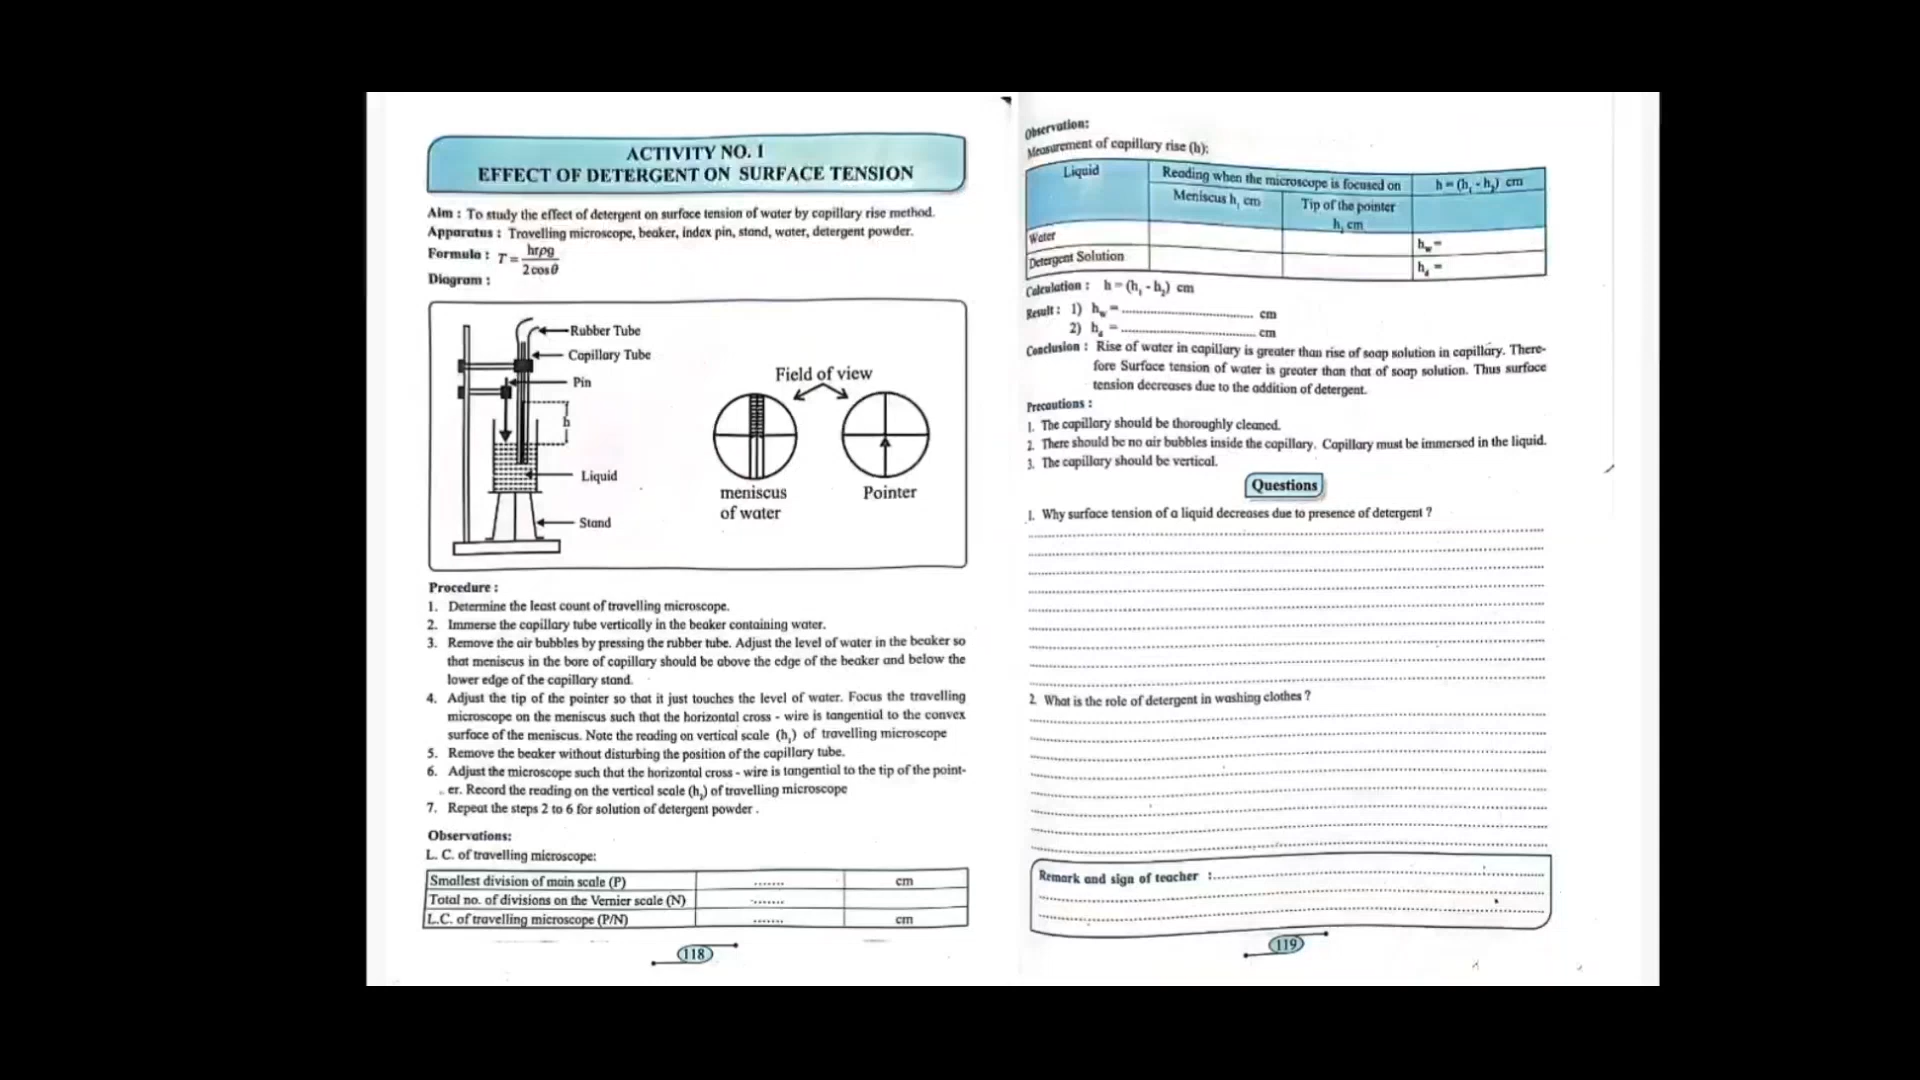 ACTIVITY NO. 1
EFFECT OF DETERGENT ON SURFACE TENSION
Aim : To study the effect of detergent on surface tension of water by capillary rise method.
Apparatus : Travelling microscope, beaker, index pin, stand, water, detergent powder.
Formula : T = hrρg / 2 cos θ
Diagram :
Rubber Tube
Capillary Tube
Pin
h
Liquid
Stand
Field of view
meniscus
of water
Pointer
Procedure :
1. Determine the least count of travelling microscope.
2. Immerse the capillary tube vertically in the beaker containing water.
3. Remove the air bubbles by pressing the rubber tube. Adjust the level of water in the beaker so
that meniscus in the bore of capillary should be above the edge of the beaker and below the
lower edge of the capillary stand.
4. Adjust the tip of the pointer so that it just touches the level of water. Focus the travelling
microscope on the meniscus such that the horizontal cross - wire is tangential to the convex
surface of the meniscus. Note the reading on vertical scale (h₁) of travelling microscope
5. Remove the beaker without disturbing the position of the capillary tube.
6. Adjust the microscope such that the horizontal cross - wire is tangential to the tip of the point-
er. Record the reading on the vertical scale (h₂) of travelling microscope
7. Repeat the steps 2 to 6 for solution of detergent powder .
Observations:
L. C. of travelling microscope:
Smallest division of main scale (P) ....... cm
Total no. of divisions on the Vernier scale (N) .......
L.C. of travelling microscope (P/N) ....... cm
118
Observation:
Measurement of capillary rise (h):
Liquid
Reading when the microscope is focused on
h = (h₁ - h₂) cm
Meniscus h₁ cm
Tip of the pointer
h₂ cm
Water
h_w =
Detergent Solution
h_d =
Calculation : h = (h₁ - h₂) cm
Result : 1) h_w = .................................. cm
2) h_d = .................................. cm
Conclusion : Rise of water in capillary is greater than rise of soap solution in capillary. There-
fore Surface tension of water is greater than that of soap solution. Thus surface
tension decreases due to the addition of detergent.
Precautions :
1. The capillary should be thoroughly cleaned.
2. There should be no air bubbles inside the capillary. Capillary must be immersed in the liquid.
3. The capillary should be vertical.
Questions
1. Why surface tension of a liquid decreases due to presence of detergent ?
2. What is the role of detergent in washing clothes ?
Remark and sign of teacher :
119